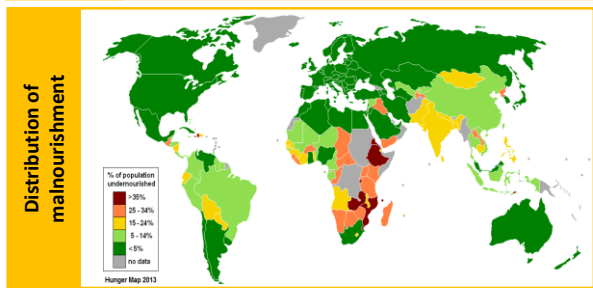 Distribution of
malnourishment
% of population
undernourished
>35%
25 - 34%
15 - 24%
5 - 14%
< 5%
no data
Hunger Map 2013